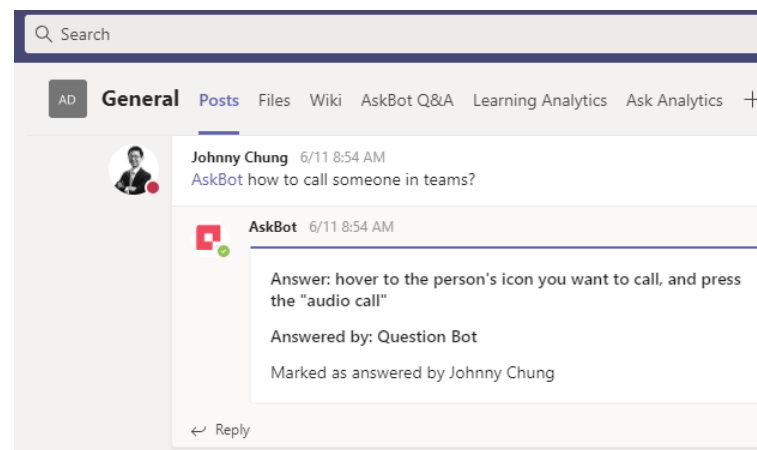 Search
AD General Posts Files Wiki AskBot Q&A Learning Analytics Ask Analytics +
Johnny Chung 6/11 8:54 AM
AskBot how to call someone in teams?
AskBot 6/11 8:54 AM
Answer: hover to the person's icon you want to call, and press
the "audio call"
Answered by: Question Bot
Marked as answered by Johnny Chung
Reply